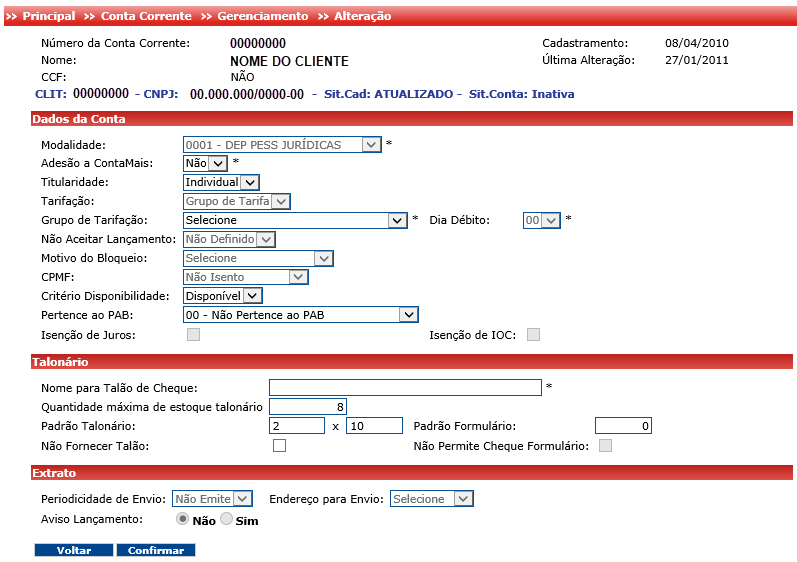 >> Principal >> Conta Corrente >> Gerenciamento >> Alteração
Número da Conta Corrente: 00000000 Cadastramento: 08/04/2010
Nome: NOME DO CLIENTE Última Alteração: 27/01/2011
CCF: NÃO
CLIT: 00000000 - CNPJ: 00.000.000/0000-00 - Sit.Cad: ATUALIZADO - Sit.Conta: Inativa
Dados da Conta
Modalidade: 0001 - DEP PESS JURÍDICAS *
Adesão a ContaMais: Não *
Titularidade: Individual
Tarifação: Grupo de Tarifa
Grupo de Tarifação: Selecione * Dia Débito: 00 *
Não Aceitar Lançamento: Não Definido
Motivo do Bloqueio: Selecione
CPMF: Não Isento
Critério Disponibilidade: Disponível
Pertence ao PAB: 00 - Não Pertence ao PAB
Isenção de Juros: Isenção de IOC:
Talonário
Nome para Talão de Cheque: *
Quantidade máxima de estoque talonário 8
Padrão Talonário: 2 x 10 Padrão Formulário: 0
Não Fornecer Talão: Não Permite Cheque Formulário:
Extrato
Periodicidade de Envio: Não Emite Endereço para Envio: Selecione
Aviso Lançamento: Não Sim
Voltar Confirmar